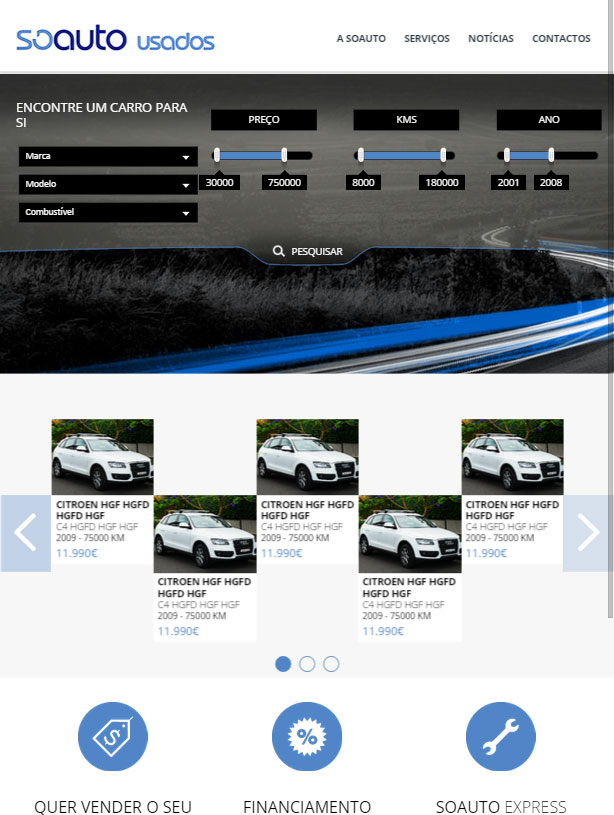 soauto usados
A SOAUTO SERVIÇOS NOTÍCIAS CONTACTOS
ENCONTRE UM CARRO PARA
SI
PREÇO KMS ANO
Marca
30000 750000 8000 180000 2001 2008
Modelo
Combustível
PESQUISAR
CITROEN HGF HGFD
HGFD HGF
C4 HGFD HGF HGF
2009 - 75000 KM
11.990€
CITROEN HGF HGFD
HGFD HGF
C4 HGFD HGF HGF
2009 - 75000 KM
11.990€
CITROEN HGF HGFD
HGFD HGF
C4 HGFD HGF HGF
2009 - 75000 KM
11.990€
CITROEN HGF HGFD
HGFD HGF
C4 HGFD HGF HGF
2009 - 75000 KM
11.990€
CITROEN HGF HGFD
HGFD HGF
C4 HGFD HGF HGF
2009 - 75000 KM
11.990€
QUER VENDER O SEU FINANCIAMENTO SOAUTO EXPRESS